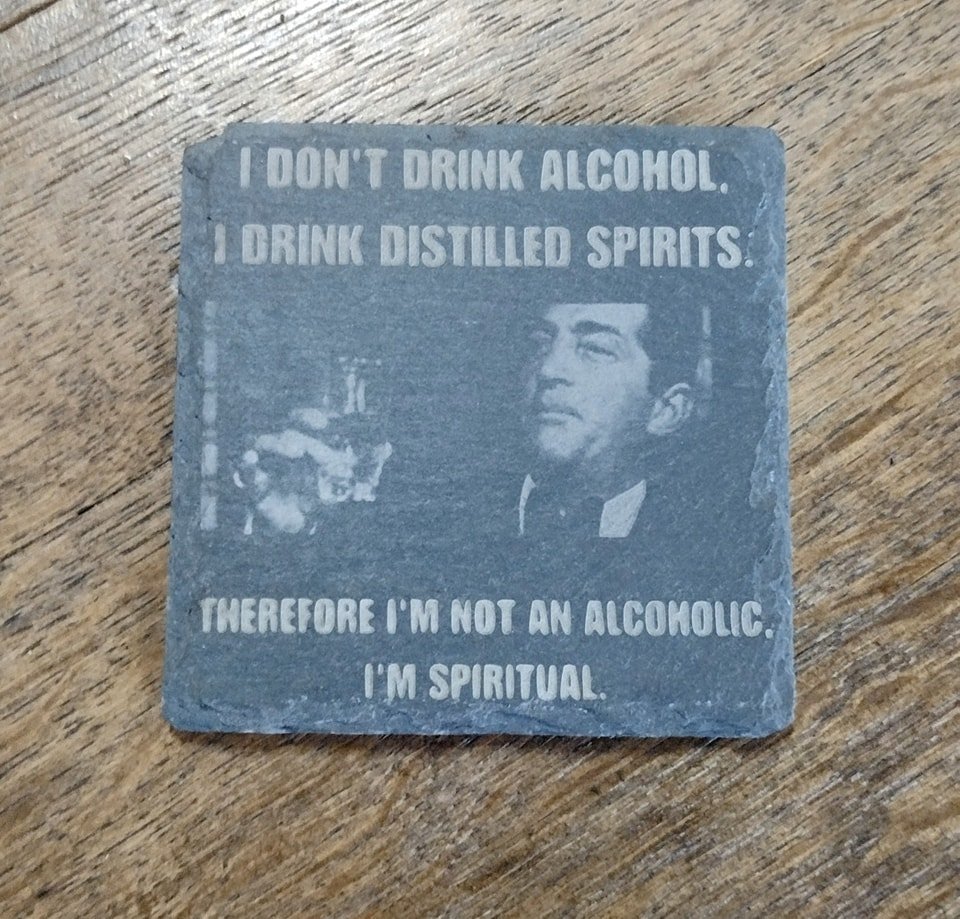 I DON'T DRINK ALCOHOL.
I DRINK DISTILLED SPIRITS.
THEREFORE I'M NOT AN ALCOHOLIC.
I'M SPIRITUAL.